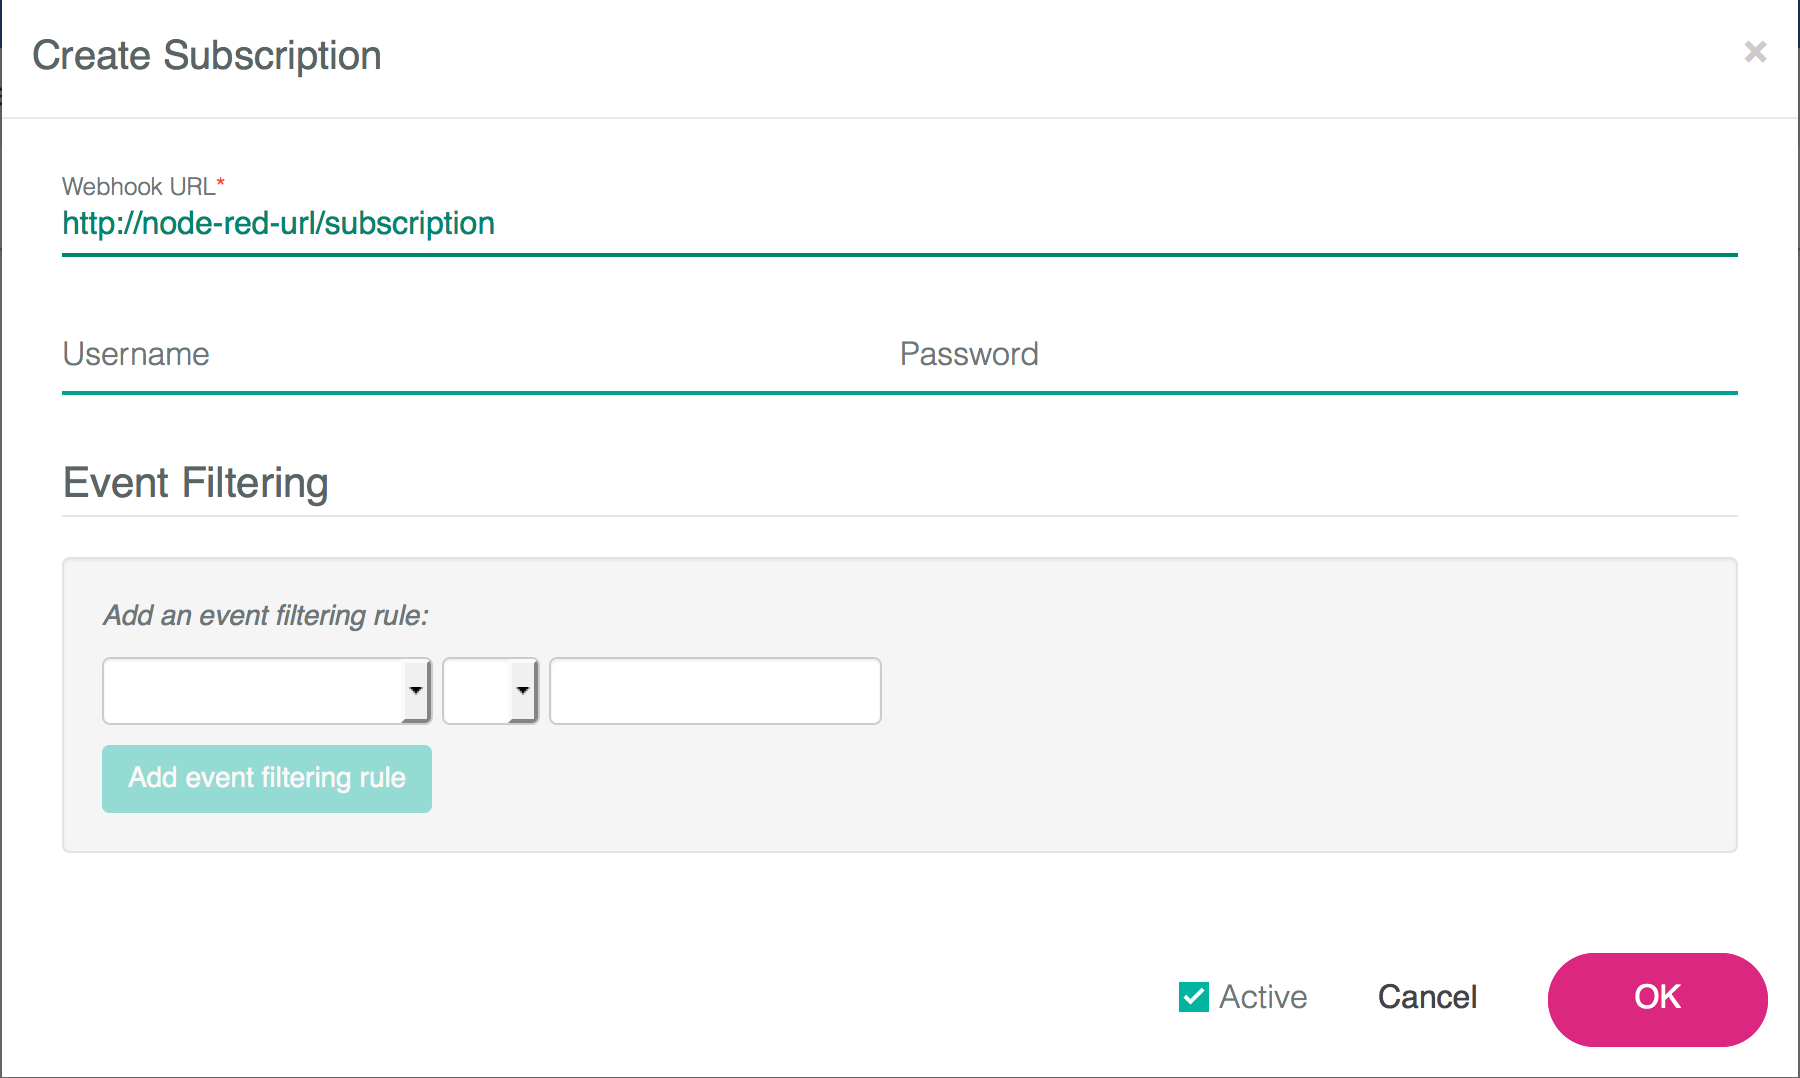 Create Subscription
×
Webhook URL*
http://node-red-url/subscription
Username Password
Event Filtering
Add an event filtering rule:
Add event filtering rule
Active Cancel OK